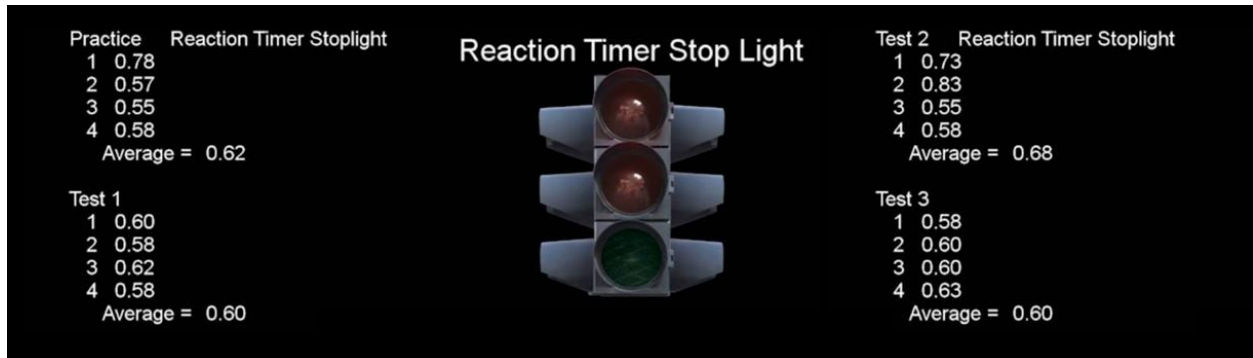 Practice Reaction Timer Stoplight
1 0.78
2 0.57
3 0.55
4 0.58
Average = 0.62
Test 1
1 0.60
2 0.58
3 0.62
4 0.58
Average = 0.60
Reaction Timer Stop Light
Test 2 Reaction Timer Stoplight
1 0.73
2 0.83
3 0.55
4 0.58
Average = 0.68
Test 3
1 0.58
2 0.60
3 0.60
4 0.63
Average = 0.60